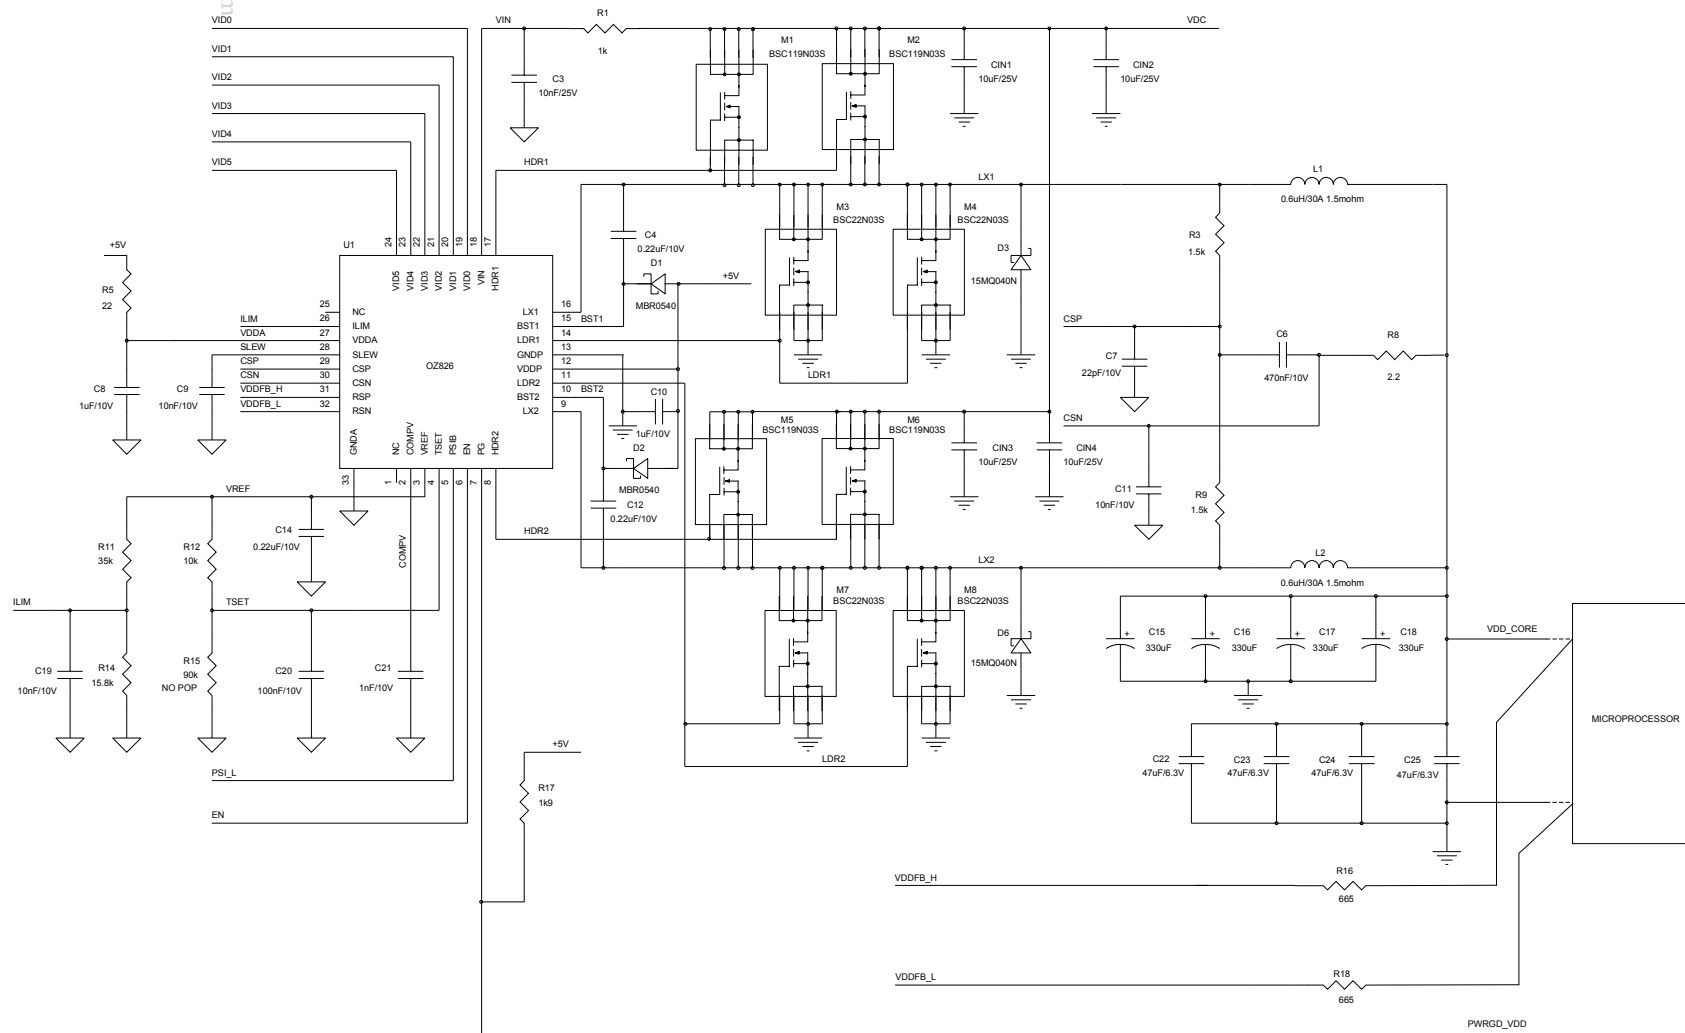 VID0
VIN
R1
1k
VDC
VID1
VID2
VID3
VID4
VID5
C3
10nF/25V
M1
BSC119N03S
M2
BSC119N03S
CIN1
10uF/25V
CIN2
10uF/25V
HDR1
LX1
L1
0.6uH/30A 1.5mohm
M3
BSC22N03S
M4
BSC22N03S
C4
0.22uF/10V
D1
MBR0540
+5V
D3
15MQ040N
R3
1.5k
+5V
R5
22
U1
24
23
22
21
20
19
18
17
VID5
VID4
VID3
VID2
VID1
VID0
VIN
HDR1
25
26
27
28
29
30
31
32
NC
ILIM
VDDA
SLEW
CSP
CSN
RSP
RSN
ILIM
VDDA
SLEW
CSP
CSN
VDDFB_H
VDDFB_L
OZ826
LX1
BST1
LDR1
GNDP
VDDP
LDR2
BST2
LX2
16
15
14
13
12
11
10
9
BST1
BST2
C8
1uF/10V
C9
10nF/10V
GNDA
NC
COMPV
VREF
TSET
PSIB
EN
PG
HDR2
33
1
2
3
4
5
6
7
8
C10
1uF/10V
D2
MBR0540
C12
0.22uF/10V
LDR1
CSP
C7
22pF/10V
C6
470nF/10V
R8
2.2
CSN
C11
10nF/10V
R9
1.5k
M5
BSC119N03S
M6
BSC119N03S
CIN3
10uF/25V
CIN4
10uF/25V
HDR2
LX2
L2
0.6uH/30A 1.5mohm
VREF
R11
35k
R12
10k
C14
0.22uF/10V
COMPV
ILIM
TSET
C19
10nF/10V
R14
15.8k
R15
90k
NO POP
C20
100nF/10V
C21
1nF/10V
M7
BSC22N03S
M8
BSC22N03S
D6
15MQ040N
LDR2
C15
330uF
C16
330uF
C17
330uF
C18
330uF
VDD_CORE
MICROPROCESSOR
C22
47uF/6.3V
C23
47uF/6.3V
C24
47uF/6.3V
C25
47uF/6.3V
PSI_L
EN
+5V
R17
1k9
VDDFB_H
R16
665
VDDFB_L
R18
665
PWRGD_VDD